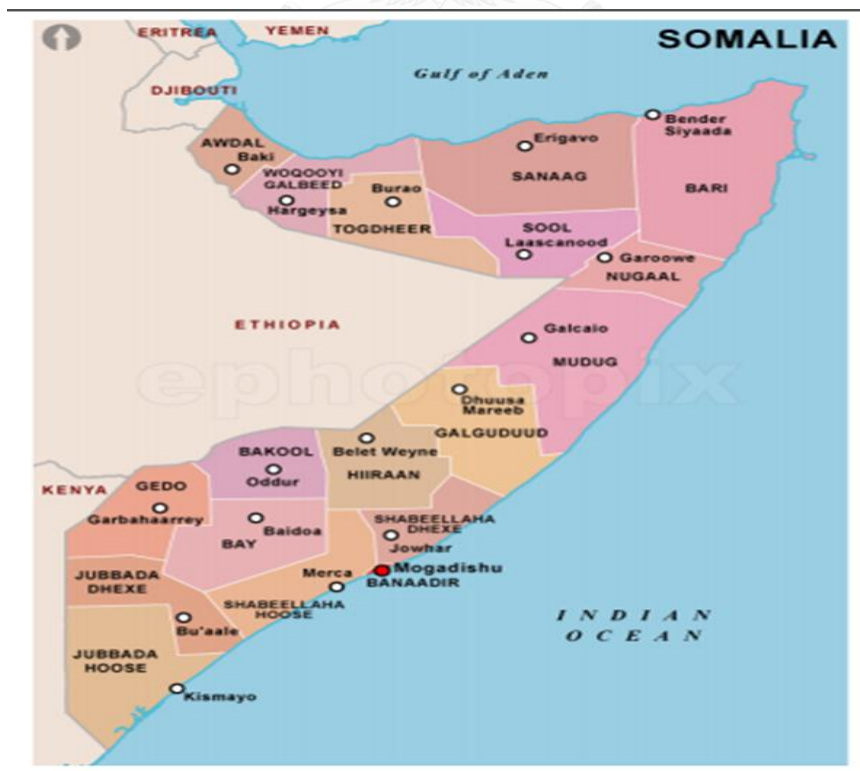 ERITREA
YEMEN
SOMALIA
Gulf of Aden
DJIBOUTI
Bender
Siyaada
AWDAL
Baki
Erigavo
WOQOOYI
GALBEED
SANAAG
BARI
Burao
Hargeysa
TOGDHEER
SOOL
Laascanood
Garoowe
NUGAAL
ETHIOPIA
Galcaio
MUDUG
ephotopix
Dhuusa
Mareeb
GALGUDUUD
BAKOOL
Belet Weyne
Oddur
HIIRAAN
KENYA
GEDO
Garbahaarrey
SHABEELLAHA
DHEXE
Baidoa
BAY
Jowhar
Mogadishu
JUBBADA
DHEXE
Merca
BANAADIR
SHABEELLAHA
HOOSE
Bu'aale
INDIAN
OCEAN
JUBBADA
HOOSE
Kismayo